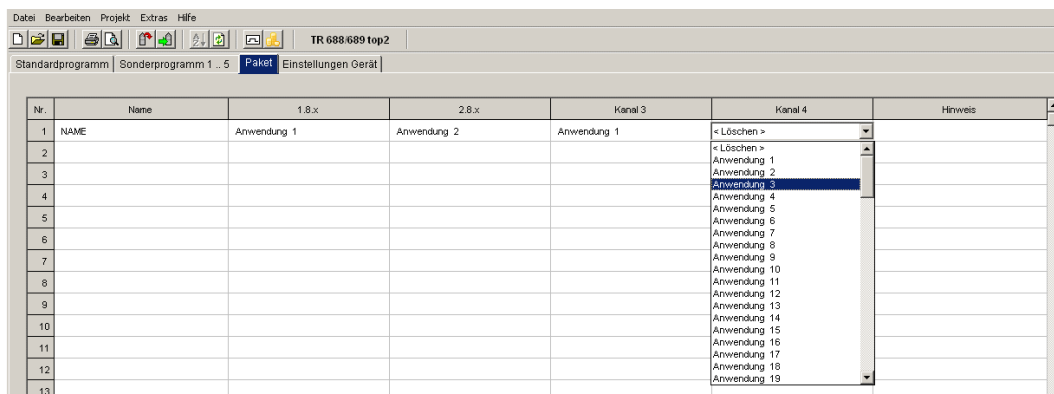 Datei Bearbeiten Projekt Extras Hilfe
TR 688/689 top2
Standardprogramm Sonderprogramm 1 .. 5 Paket Einstellungen Gerät
Nr. Name 1.8.x 2.8.x Kanal 3 Kanal 4 Hinweis
1 NAME Anwendung 1 Anwendung 2 Anwendung 1 < Löschen >
2
3
4
5
6
7
8
9
10
11
12
13
< Löschen >
Anwendung 1
Anwendung 2
Anwendung 3
Anwendung 4
Anwendung 5
Anwendung 6
Anwendung 7
Anwendung 8
Anwendung 9
Anwendung 10
Anwendung 11
Anwendung 12
Anwendung 13
Anwendung 14
Anwendung 15
Anwendung 16
Anwendung 17
Anwendung 18
Anwendung 19